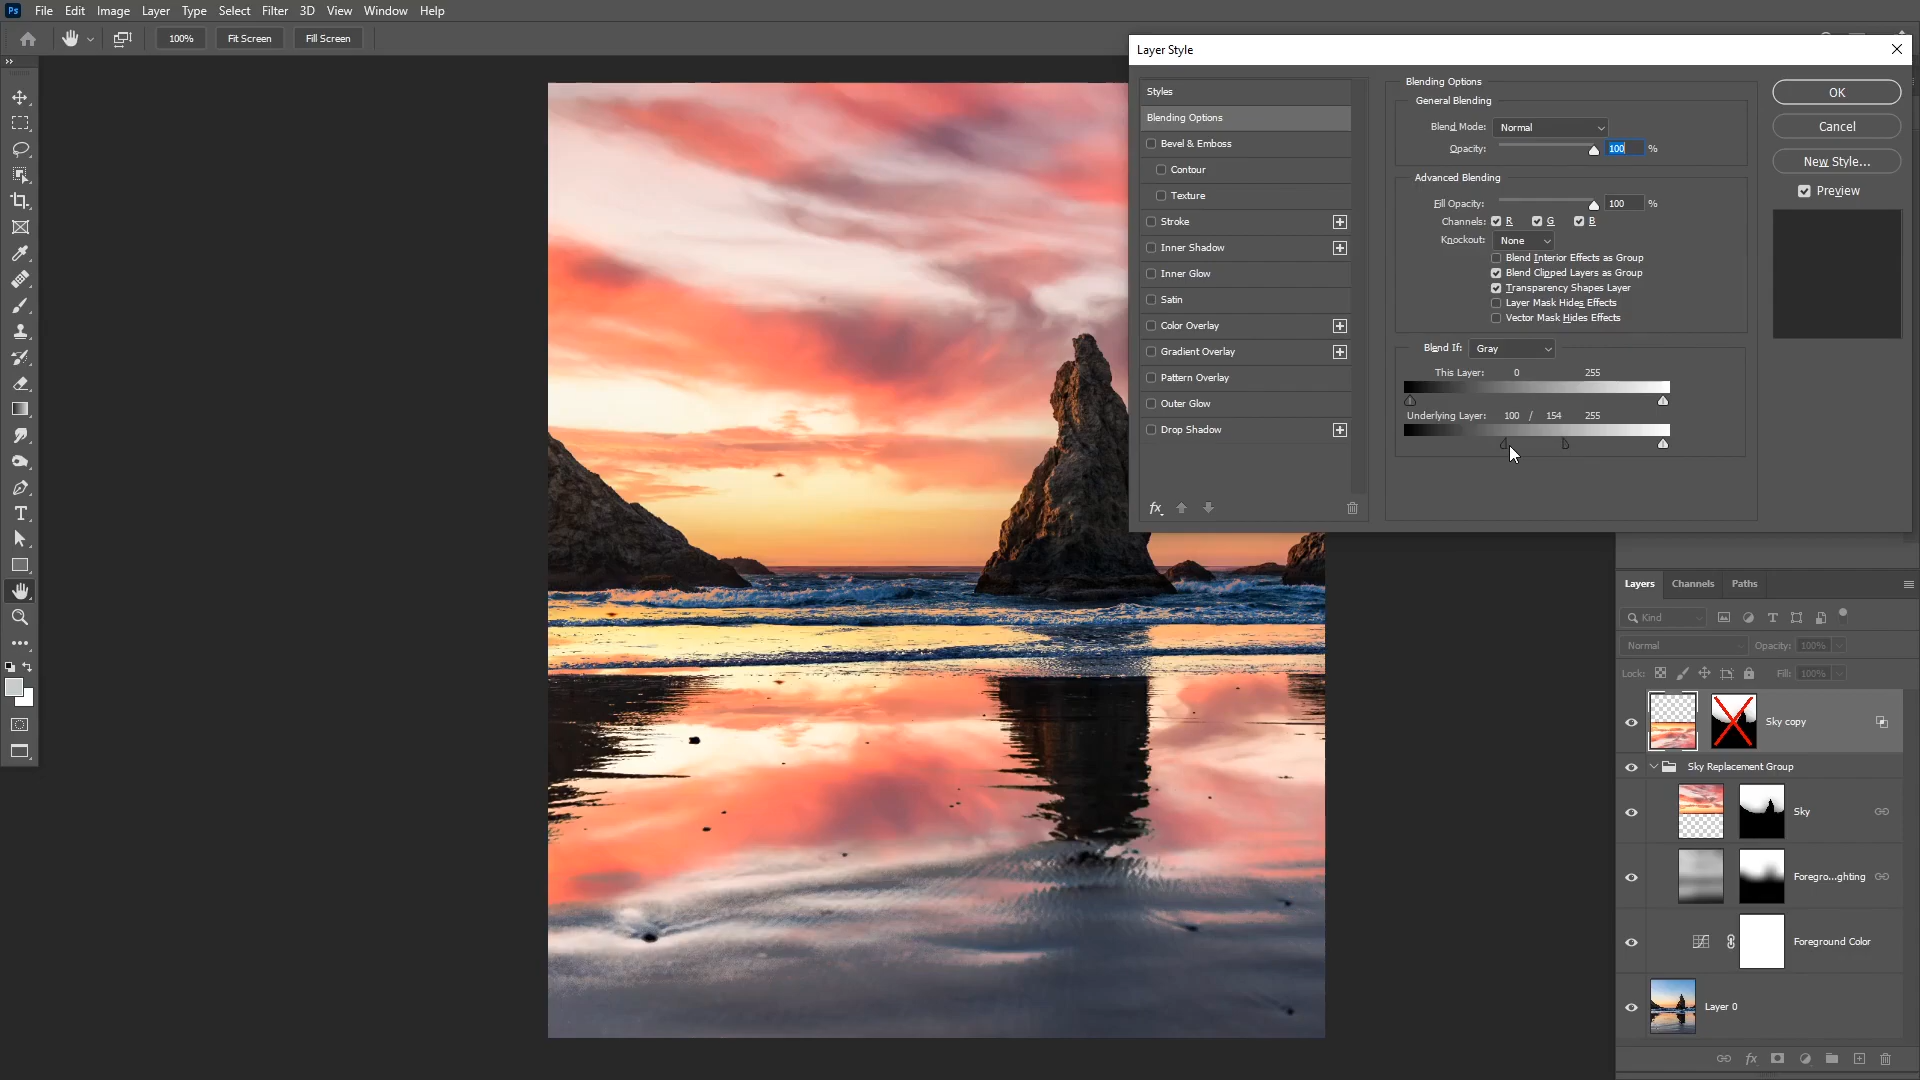 Ps File Edit Image Layer Type Select Filter 3D View Window Help
100% Fit Screen Fill Screen
Layer Style
Styles
Blending Options
Bevel & Emboss
Contour
Texture
Stroke
Inner Shadow
Inner Glow
Satin
Color Overlay
Gradient Overlay
Pattern Overlay
Outer Glow
Drop Shadow
fx
Blending Options
General Blending
Blend Mode: Normal
Opacity: 100 %
Advanced Blending
Fill Opacity: 100 %
Channels: R G B
Knockout: None
Blend Interior Effects as Group
Blend Clipped Layers as Group
Transparency Shapes Layer
Layer Mask Hides Effects
Vector Mask Hides Effects
Blend If: Gray
This Layer: 0 255
Underlying Layer: 100 / 154 255
OK
Cancel
New Style...
Preview
Layers Channels Paths
Kind
Normal Opacity: 100%
Lock: Fill: 100%
Sky copy
Sky Replacement Group
Sky
Foregro...ghting
Foreground Color
Layer 0
fx